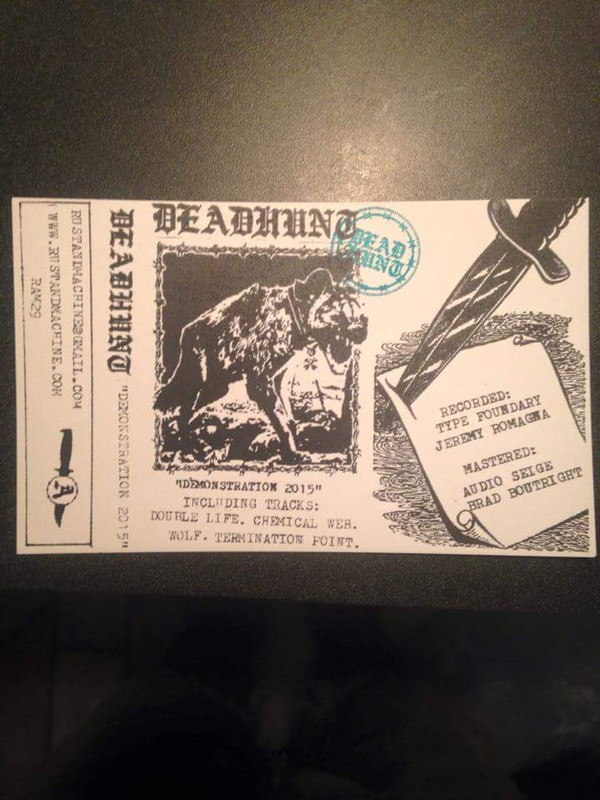 RUSTANDMACHINE@GMAIL.COM
WWW.RUSTANDMACHINE.COM
RAM29
A
DEADHUNT "DEMONSTRATION 2015"
DEADHUNT
DEAD
HUNT
"DEMONSTRATION 2015"
INCLUDING TRACKS:
DOUBLE LIFE. CHEMICAL WEB.
WOLF. TERMINATION POINT.
RECORDED:
TYPE FOUNDARY
JEREMY ROMAGNA
MASTERED:
AUDIO SEIGE
BRAD BOUTRIGHT